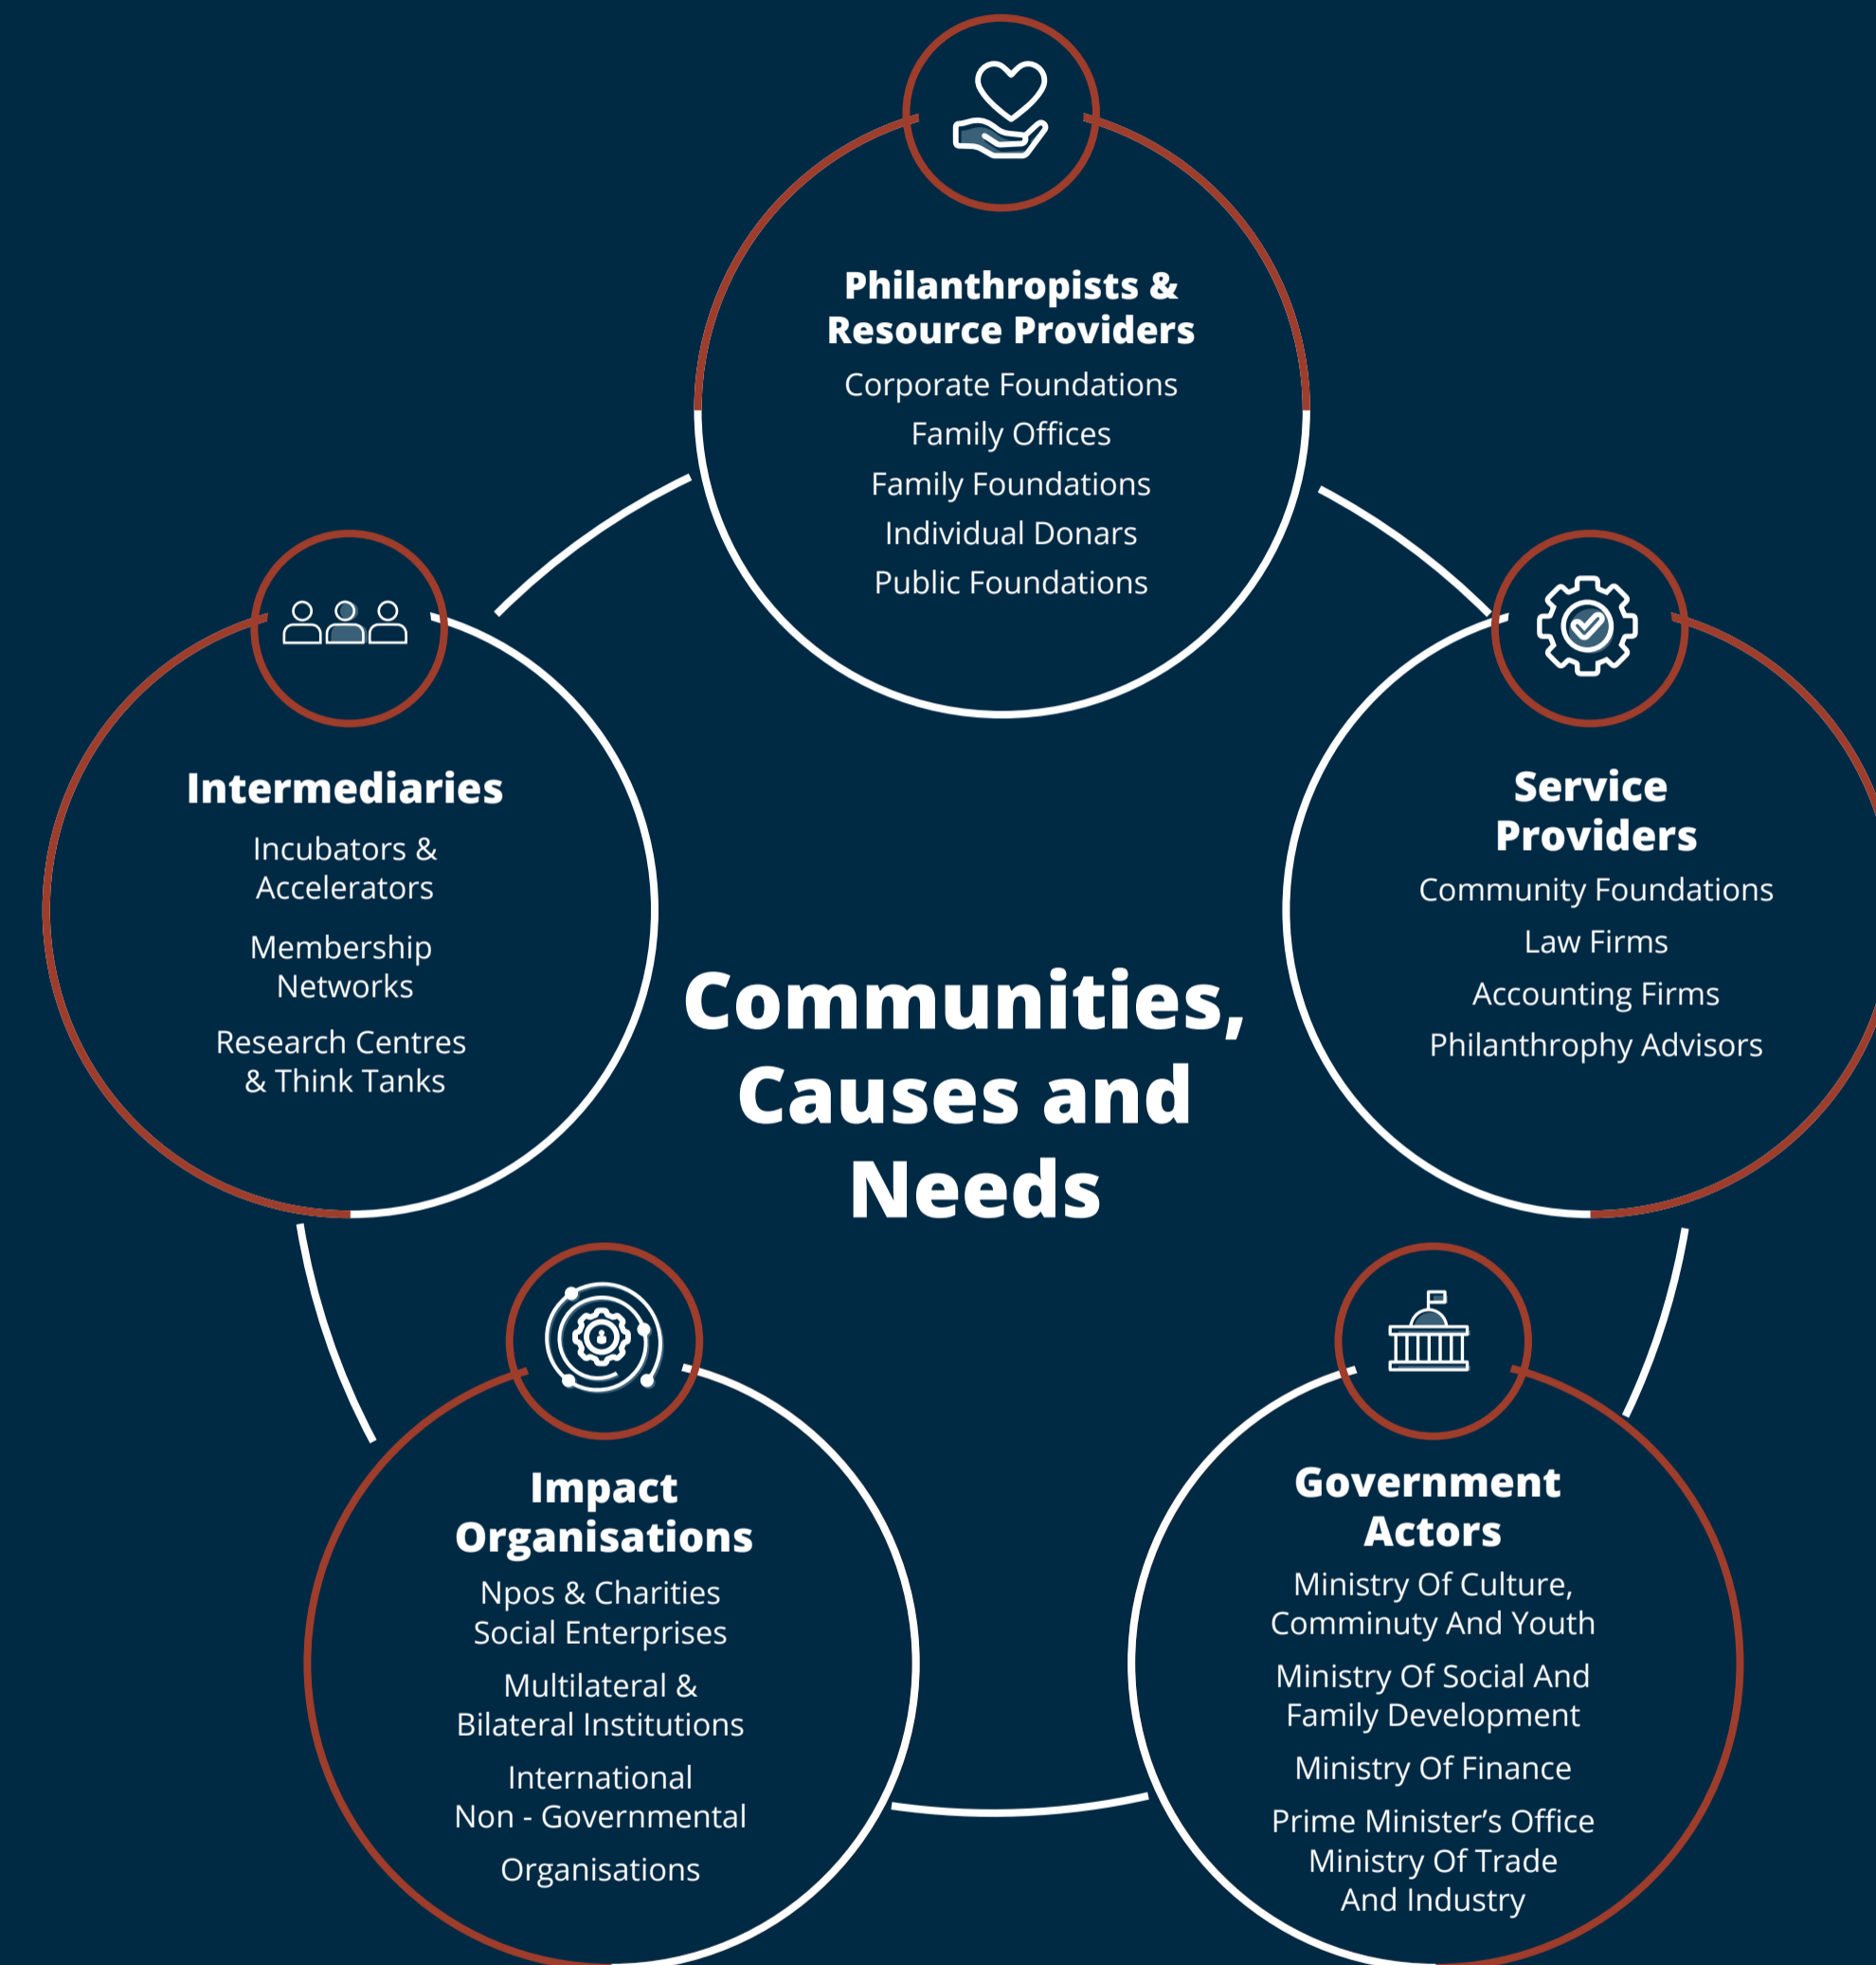 Philanthropists &
Resource Providers
Corporate Foundations
Family Offices
Family Foundations
Individual Donars
Public Foundations
Intermediaries
Incubators &
Accelerators
Membership
Networks
Research Centres
& Think Tanks
Service
Providers
Community Foundations
Law Firms
Accounting Firms
Philanthrophy Advisors
Communities,
Causes and
Needs
Impact
Organisations
Npos & Charities
Social Enterprises
Multilateral &
Bilateral Institutions
International
Non - Governmental
Organisations
Government
Actors
Ministry Of Culture,
Comminuty And Youth
Ministry Of Social And
Family Development
Ministry Of Finance
Prime Minister’s Office
Ministry Of Trade
And Industry